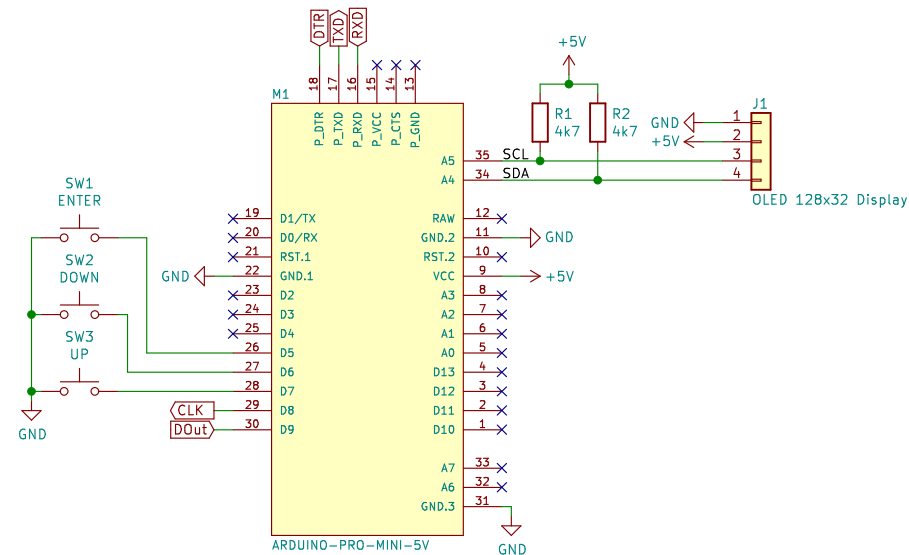 DTR
TXD
RXD
18
17
16
15
14
13
M1
P_DTR
P_TXD
P_RXD
P_VCC
P_CTS
P_GND
+5V
R1
4k7
R2
4k7
J1
GND
1
+5V
2
3
4
OLED 128x32 Display
A5 35 SCL
A4 34 SDA
SW1
ENTER
SW2
DOWN
SW3
UP
GND
19 D1/TX
20 D0/RX
21 RST.1
GND 22 GND.1
23 D2
24 D3
25 D4
26 D5
27 D6
28 D7
CLK 29 D8
DOut 30 D9
RAW 12
GND.2 11 GND
RST.2 10
VCC 9 +5V
A3 8
A2 7
A1 6
A0 5
D13 4
D12 3
D11 2
D10 1
A7 33
A6 32
GND.3 31
GND
ARDUINO-PRO-MINI-5V